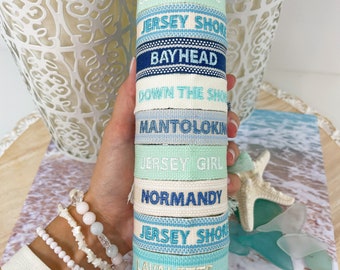 JERSEY SHORE
BAYHEAD
DOWN THE SHORE
MANTOLOKING
JERSEY GIRL
NORMANDY
JERSEY SHORE